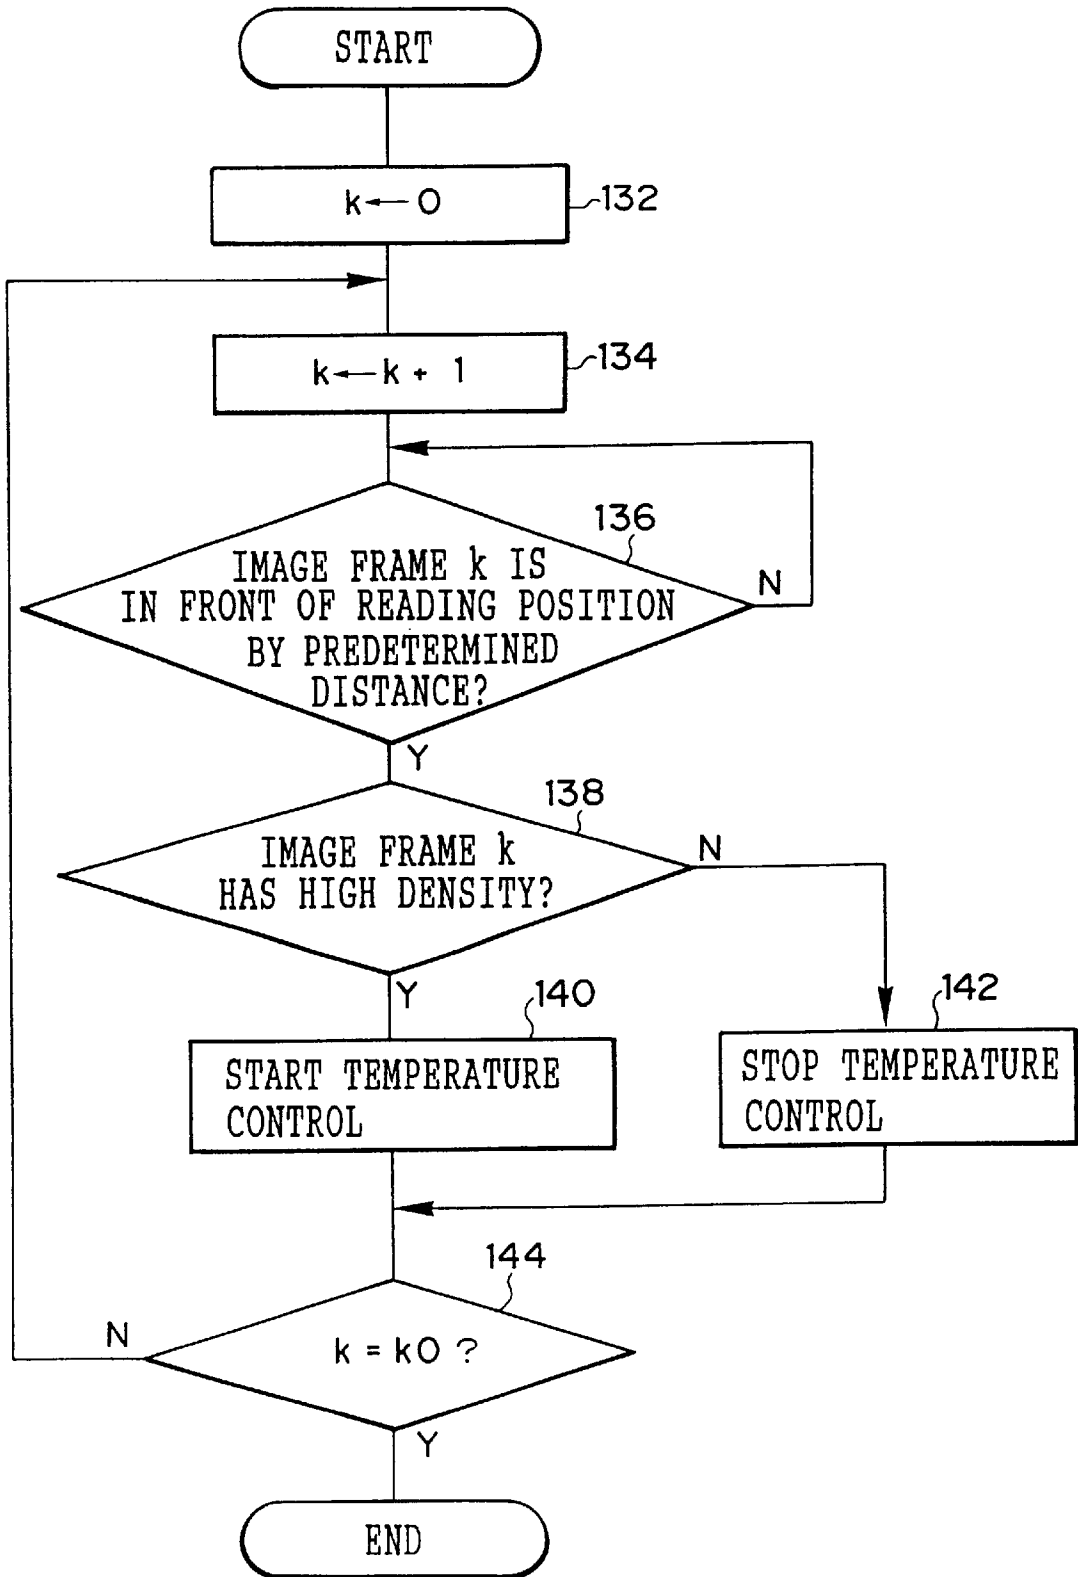 START
k ← 0
132
k ← k + 1
134
136
IMAGE FRAME k IS
IN FRONT OF READING POSITION
BY PREDETERMINED
DISTANCE?
N
Y
138
IMAGE FRAME k
HAS HIGH DENSITY?
N
Y
140
START TEMPERATURE
CONTROL
142
STOP TEMPERATURE
CONTROL
144
k = k0 ?
N
Y
END